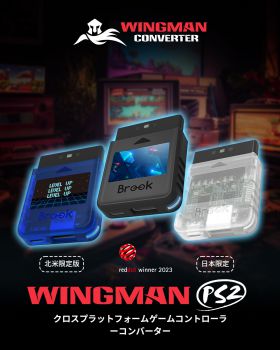 WINGMAN
CONVERTER
LEVEL UP
LEVEL UP
LEVEL UP
Brook
北米限定版
reddot winner 2023
日本限定
WINGMAN PS2
クロスプラットフォームゲームコントローラ
ーコンバーター